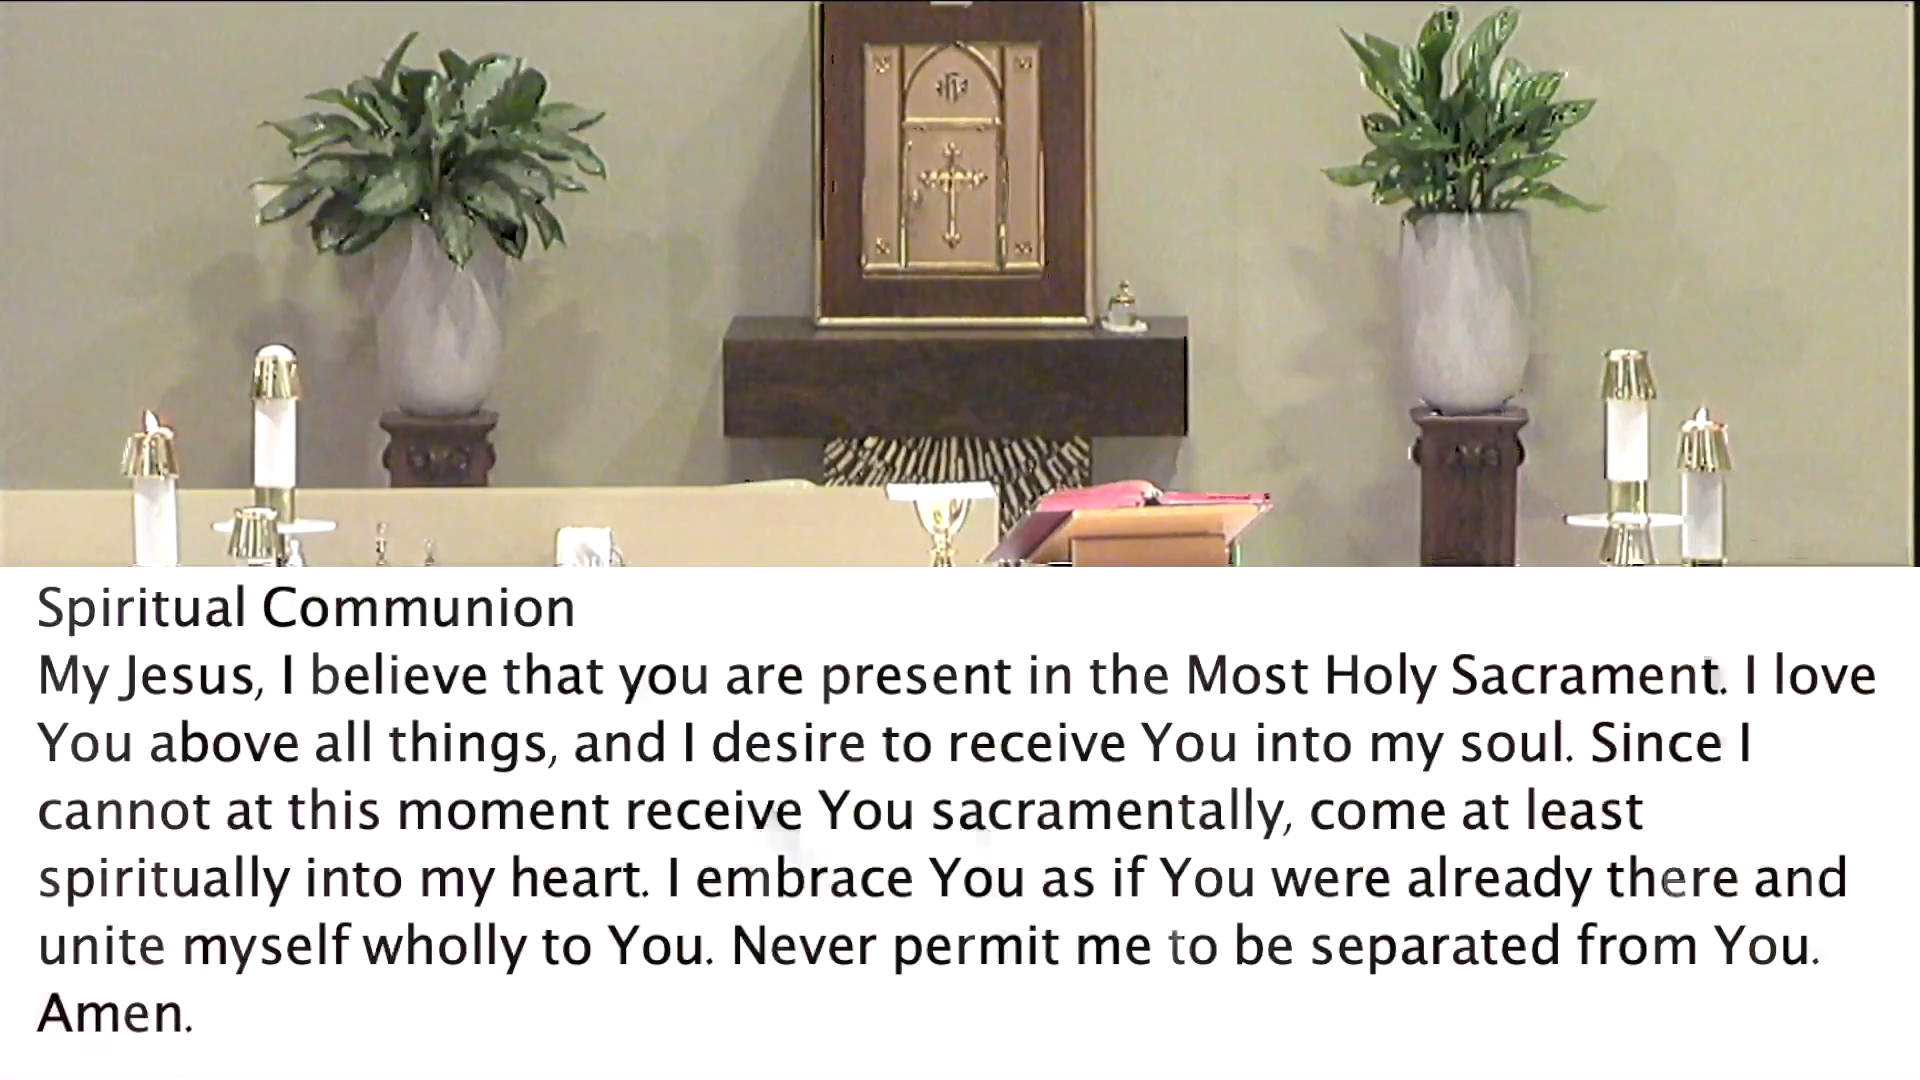 Spiritual Communion
My Jesus, I believe that you are present in the Most Holy Sacrament. I love
You above all things, and I desire to receive You into my soul. Since I
cannot at this moment receive You sacramentally, come at least
spiritually into my heart. I embrace You as if You were already there and
unite myself wholly to You. Never permit me to be separated from You.
Amen.